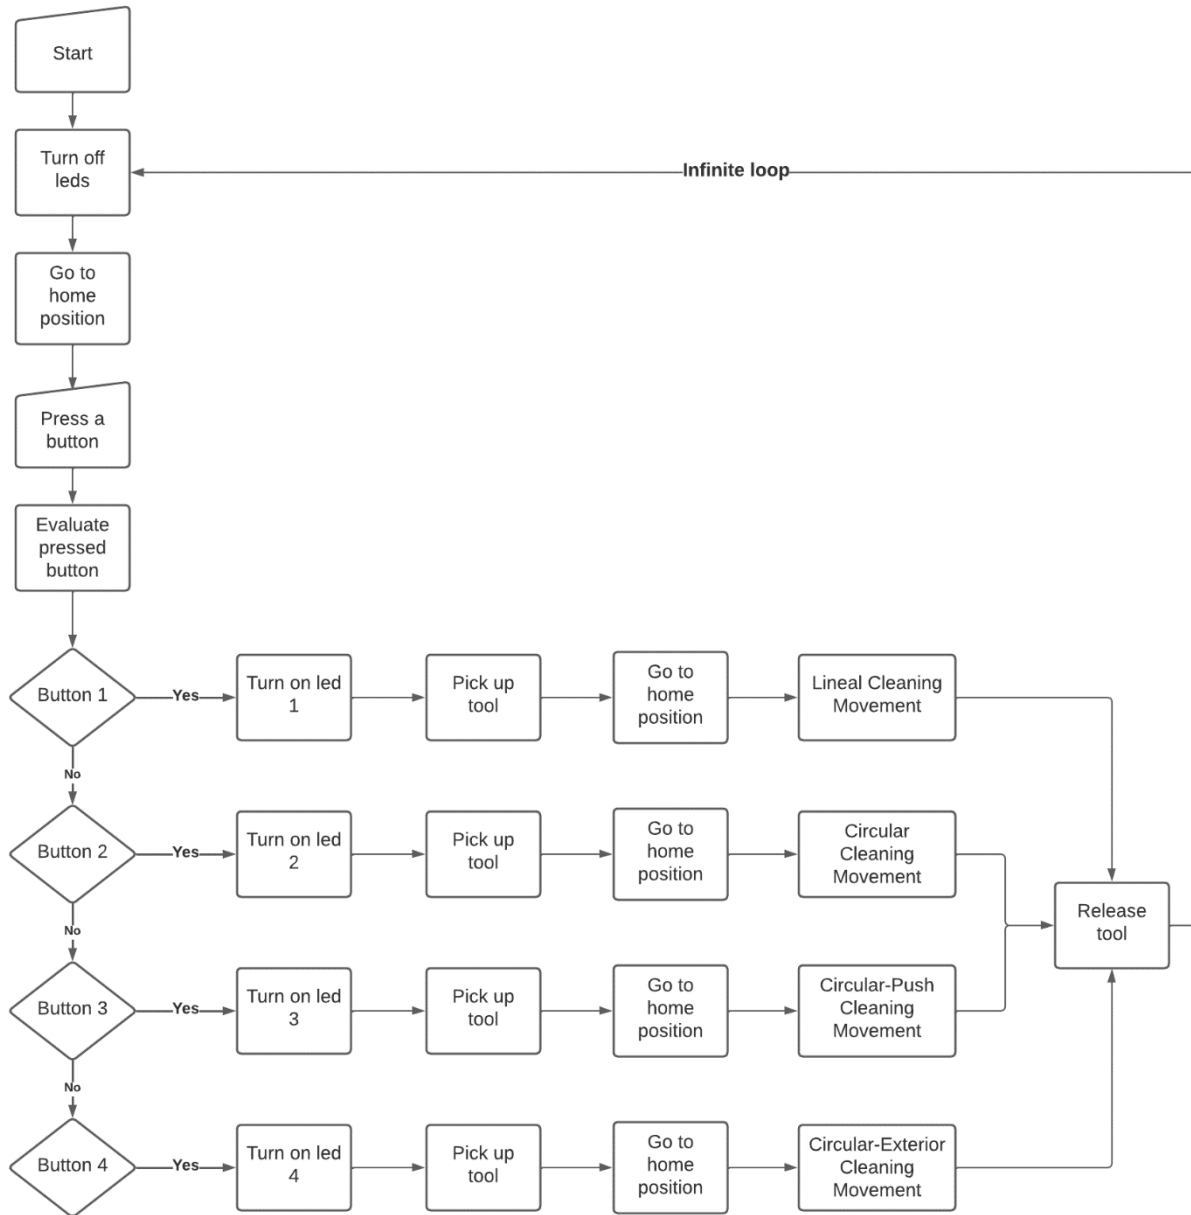 Start
Turn off
leds
Infinite loop
Go to
home
position
Press a
button
Evaluate
pressed
button
Button 1
Yes
Turn on led
1
Pick up
tool
Go to
home
position
Lineal Cleaning
Movement
No
Button 2
Yes
Turn on led
2
Pick up
tool
Go to
home
position
Circular
Cleaning
Movement
Release
tool
No
Button 3
Yes
Turn on led
3
Pick up
tool
Go to
home
position
Circular-Push
Cleaning
Movement
No
Button 4
Yes
Turn on led
4
Pick up
tool
Go to
home
position
Circular-Exterior
Cleaning
Movement